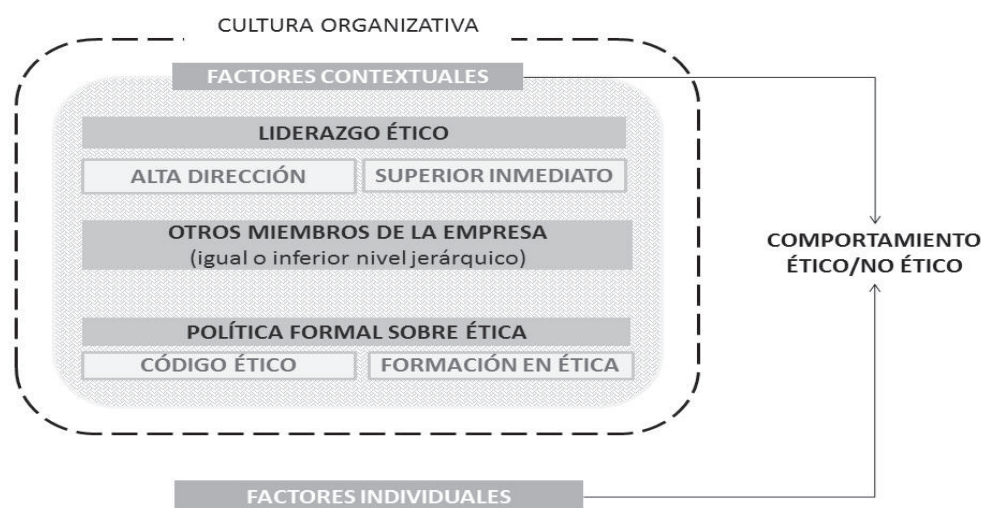 CULTURA ORGANIZATIVA
FACTORES CONTEXTUALES
LIDERAZGO ÉTICO
ALTA DIRECCIÓN
SUPERIOR INMEDIATO
OTROS MIEMBROS DE LA EMPRESA
(igual o inferior nivel jerárquico)
POLÍTICA FORMAL SOBRE ÉTICA
CÓDIGO ÉTICO
FORMACIÓN EN ÉTICA
COMPORTAMIENTO
ÉTICO/NO ÉTICO
FACTORES INDIVIDUALES